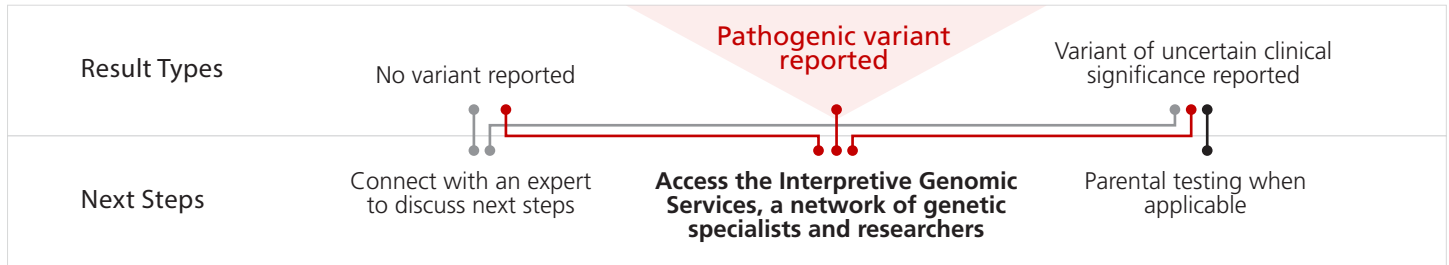 Result Types
No variant reported
Pathogenic variant
reported
Variant of uncertain clinical
significance reported
Next Steps
Connect with an expert
to discuss next steps
Access the Interpretive Genomic
Services, a network of genetic
specialists and researchers
Parental testing when
applicable